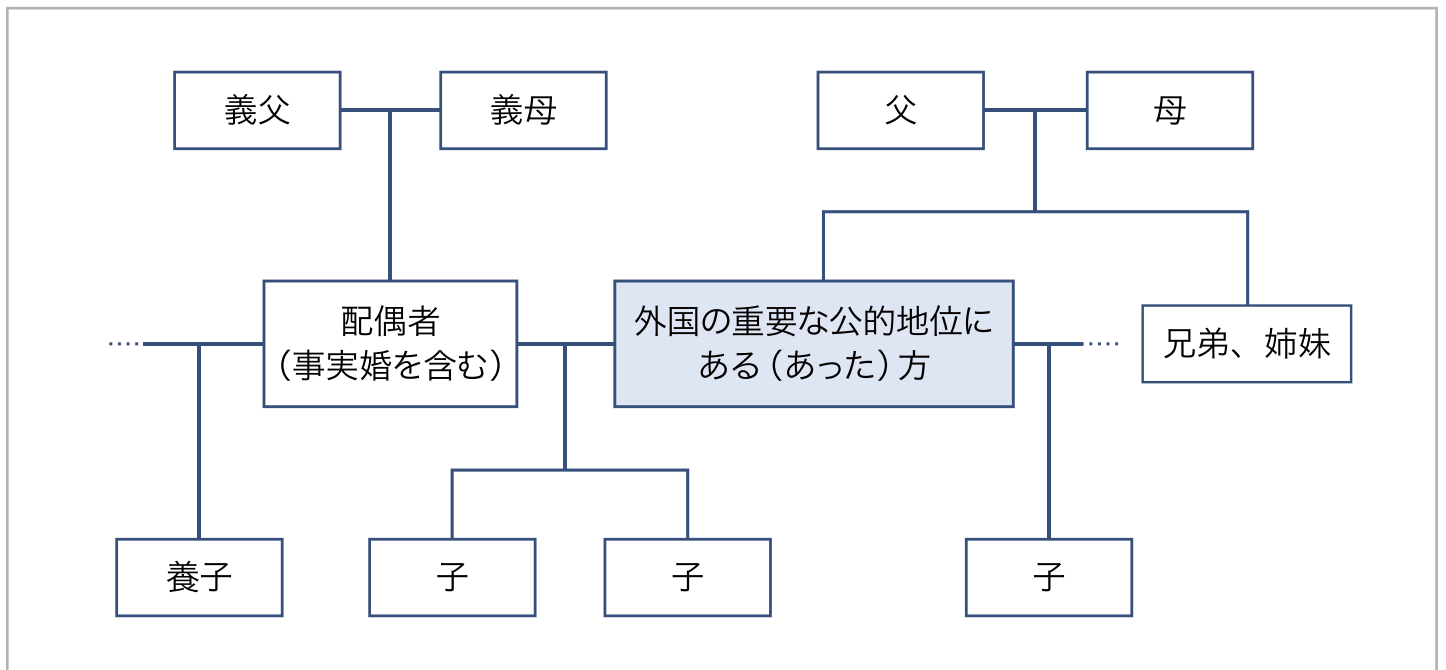 義父
義母
父
母
配偶者
（事実婚を含む）
外国の重要な公的地位に
ある（あった）方
兄弟、姉妹
養子
子
子
子